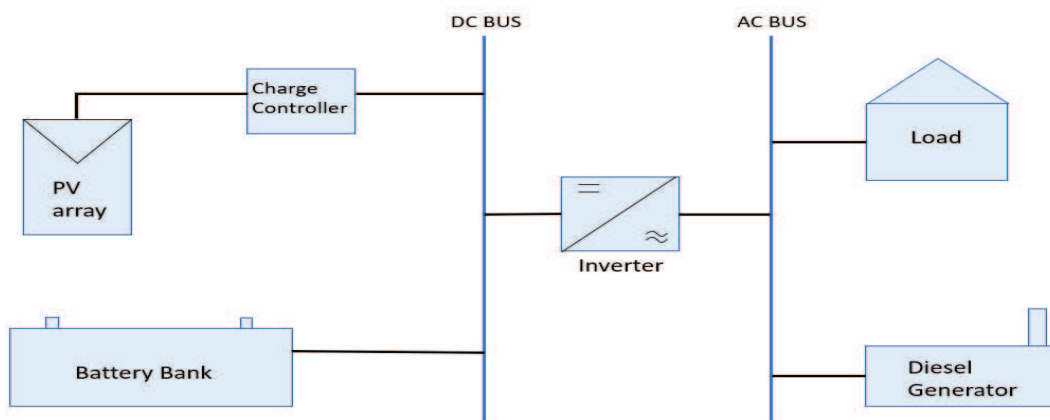 DC BUS
AC BUS
Charge
Controller
Load
PV
array
Inverter
Battery Bank
Diesel
Generator